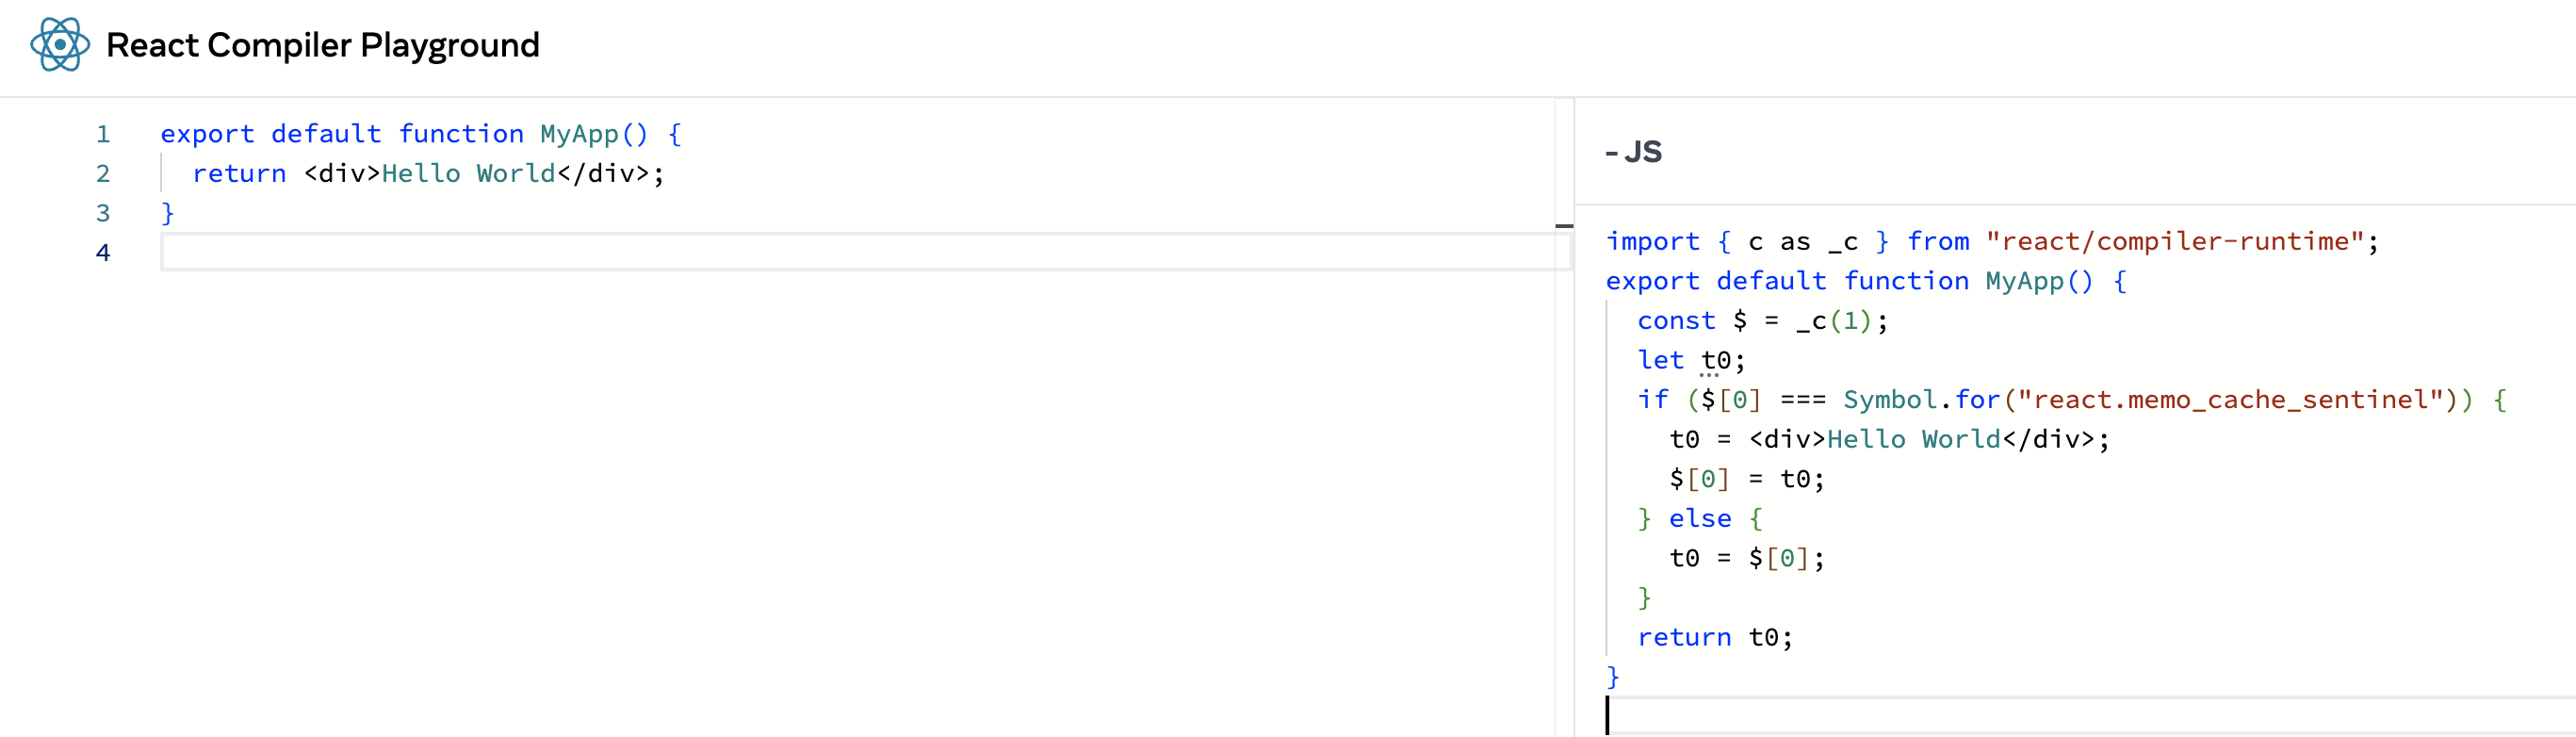 React Compiler Playground
1 export default function MyApp() {
2   return <div>Hello World</div>;
3 }
4
- JS
import { c as _c } from "react/compiler-runtime";
export default function MyApp() {
  const $ = _c(1);
  let t0;
  if ($[0] === Symbol.for("react.memo_cache_sentinel")) {
    t0 = <div>Hello World</div>;
    $[0] = t0;
  } else {
    t0 = $[0];
  }
  return t0;
}